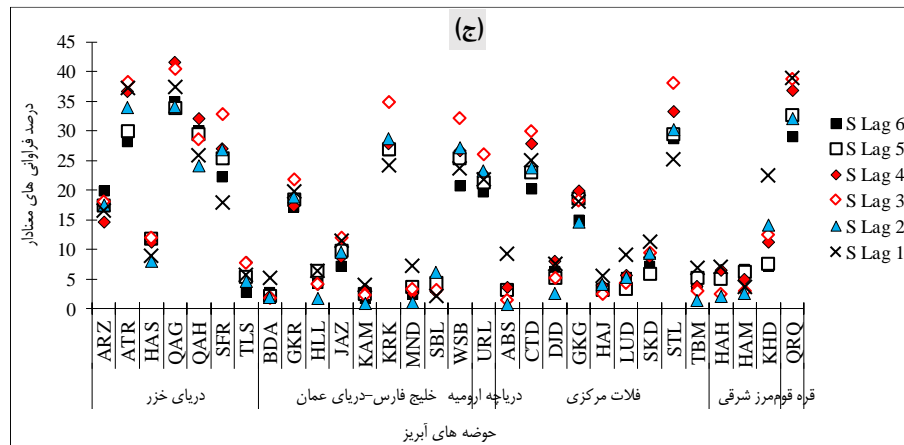 (ج)
درصد فراوانی های معنادار
45
40
35
30
25
20
15
10
5
0
S Lag 6
S Lag 5
S Lag 4
S Lag 3
S Lag 2
S Lag 1
ARZ
ATR
HAS
QAG
QAH
SFR
TLS
BDA
GKR
HLL
JAZ
KAM
KRK
MND
SBL
WSB
URL
ABS
CTD
DJD
GKG
HAJ
LUD
SKD
STL
TBM
HAH
HAM
KHD
QRQ
دریای خزر
خلیج فارس-دریای عمان
دریاچه ارومیه
فلات مرکزی
مرز شرقی
قره قوم
حوضه های آبریز